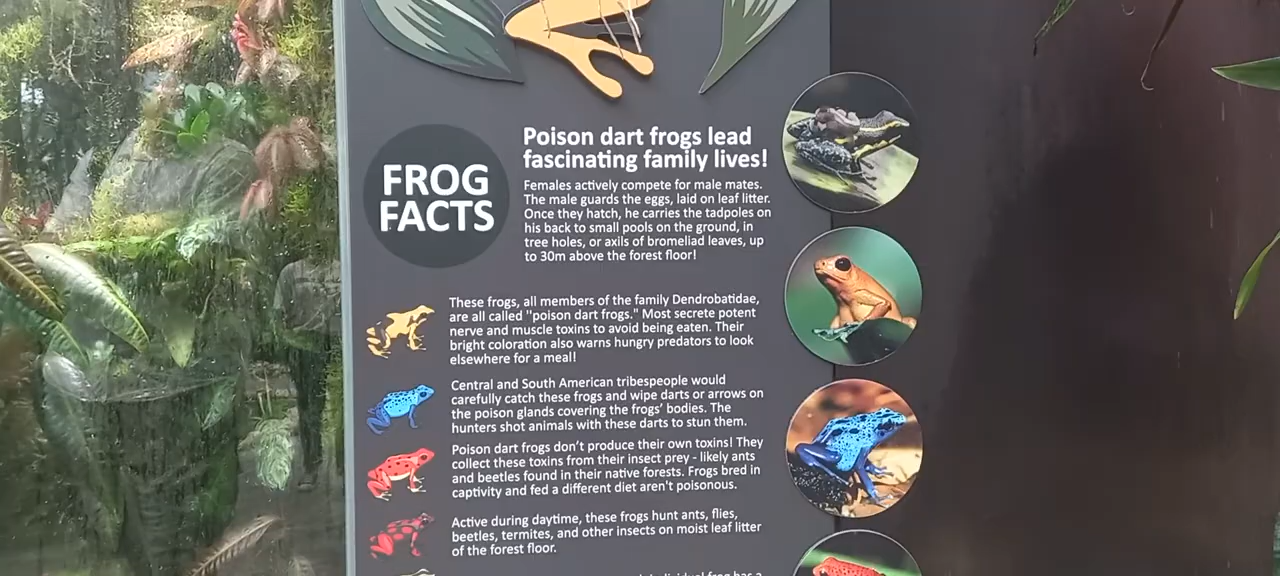 FROG
FACTS
Poison dart frogs lead
fascinating family lives!
Females actively compete for male mates.
The male guards the eggs, laid on leaf litter.
Once they hatch, he carries the tadpoles on
his back to small pools on the ground, in
tree holes, or axils of bromeliad leaves, up
to 30m above the forest floor!
These frogs, all members of the family Dendrobatidae,
are all called "poison dart frogs." Most secrete potent
nerve and muscle toxins to avoid being eaten. Their
bright coloration also warns hungry predators to look
elsewhere for a meal!
Central and South American tribespeople would
carefully catch these frogs and wipe darts or arrows on
the poison glands covering the frogs' bodies. The
hunters shot animals with these darts to stun them.
Poison dart frogs don't produce their own toxins! They
collect these toxins from their insect prey - likely ants
and beetles found in their native forests. Frogs bred in
captivity and fed a different diet aren't poisonous.
Active during daytime, these frogs hunt ants, flies,
beetles, termites, and other insects on moist leaf litter
of the forest floor.
frog has a